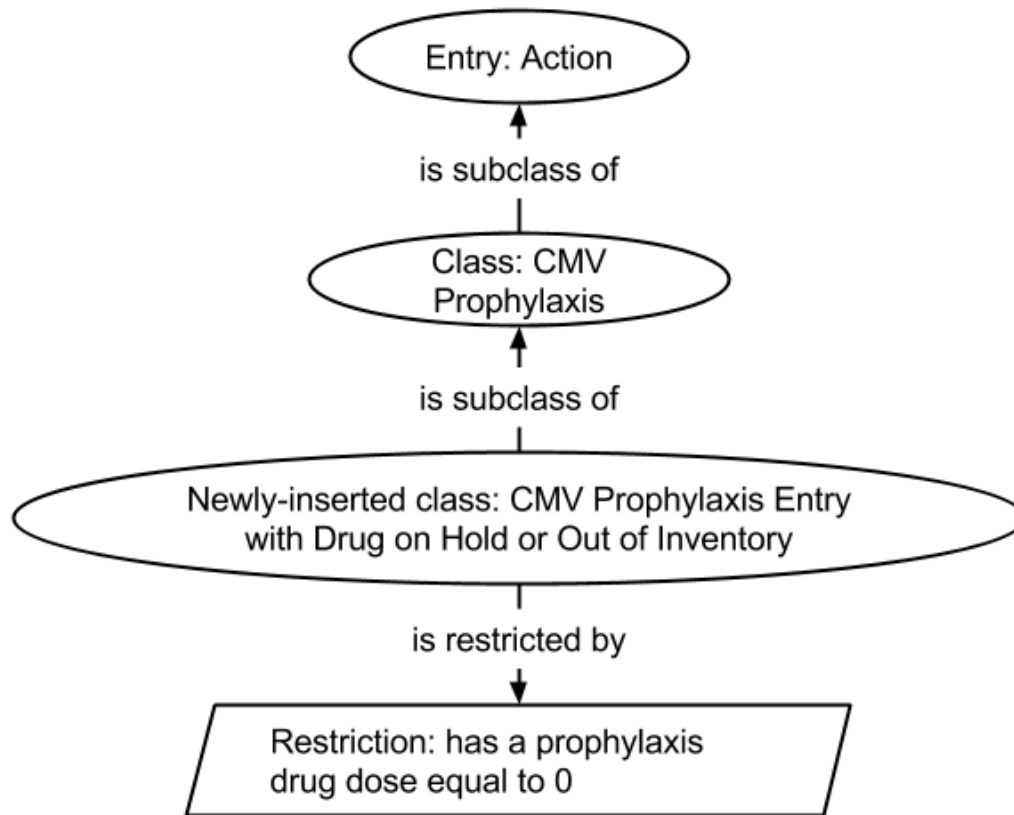 Entry: Action
is subclass of
Class: CMV
Prophylaxis
is subclass of
Newly-inserted class: CMV Prophylaxis Entry
with Drug on Hold or Out of Inventory
is restricted by
Restriction: has a prophylaxis
drug dose equal to 0